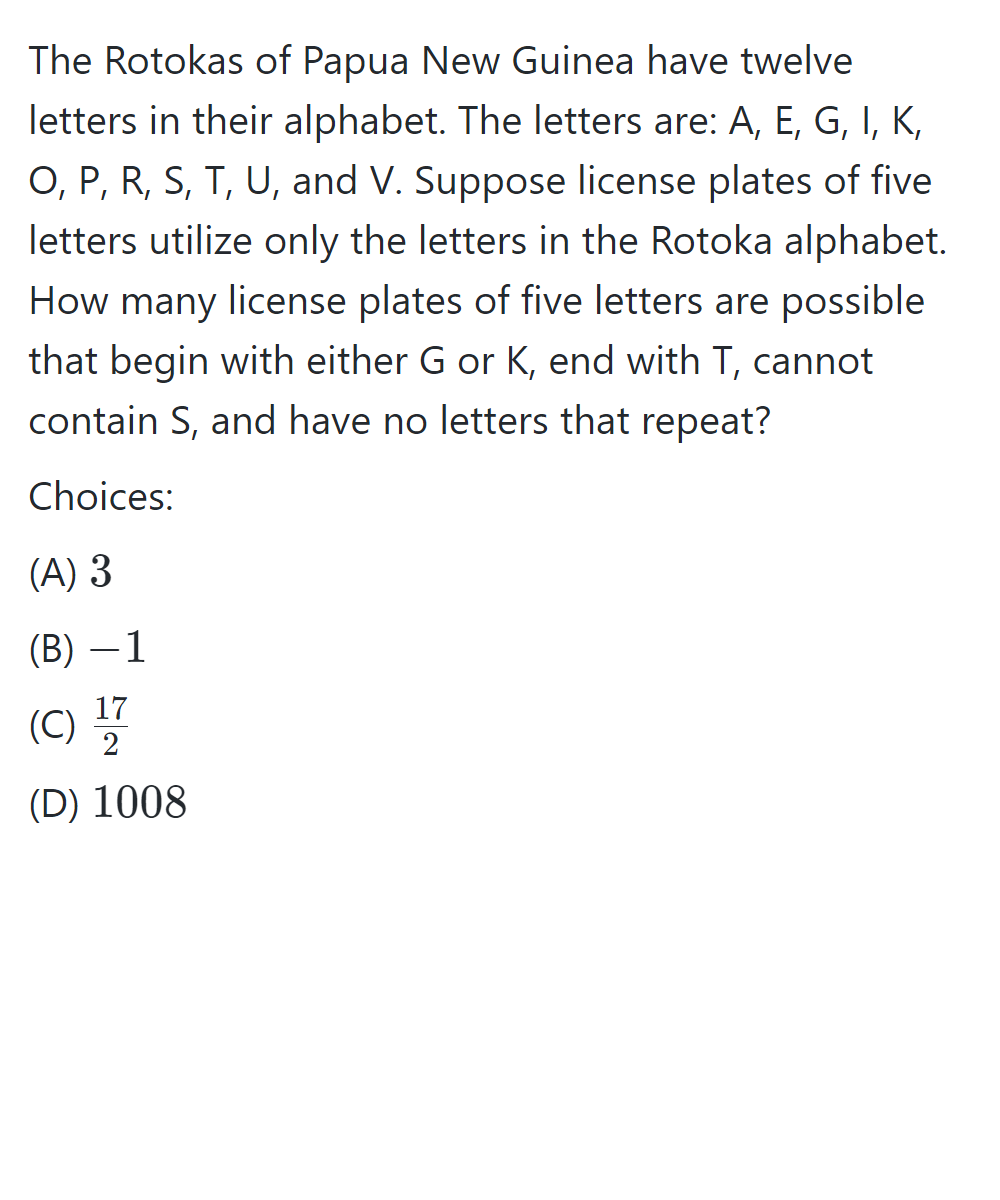 The Rotokas of Papua New Guinea have twelve
letters in their alphabet. The letters are: A, E, G, I, K,
O, P, R, S, T, U, and V. Suppose license plates of five
letters utilize only the letters in the Rotoka alphabet.
How many license plates of five letters are possible
that begin with either G or K, end with T, cannot
contain S, and have no letters that repeat?
Choices:
(A) 3
(B) −1
(C) 17/2
(D) 1008